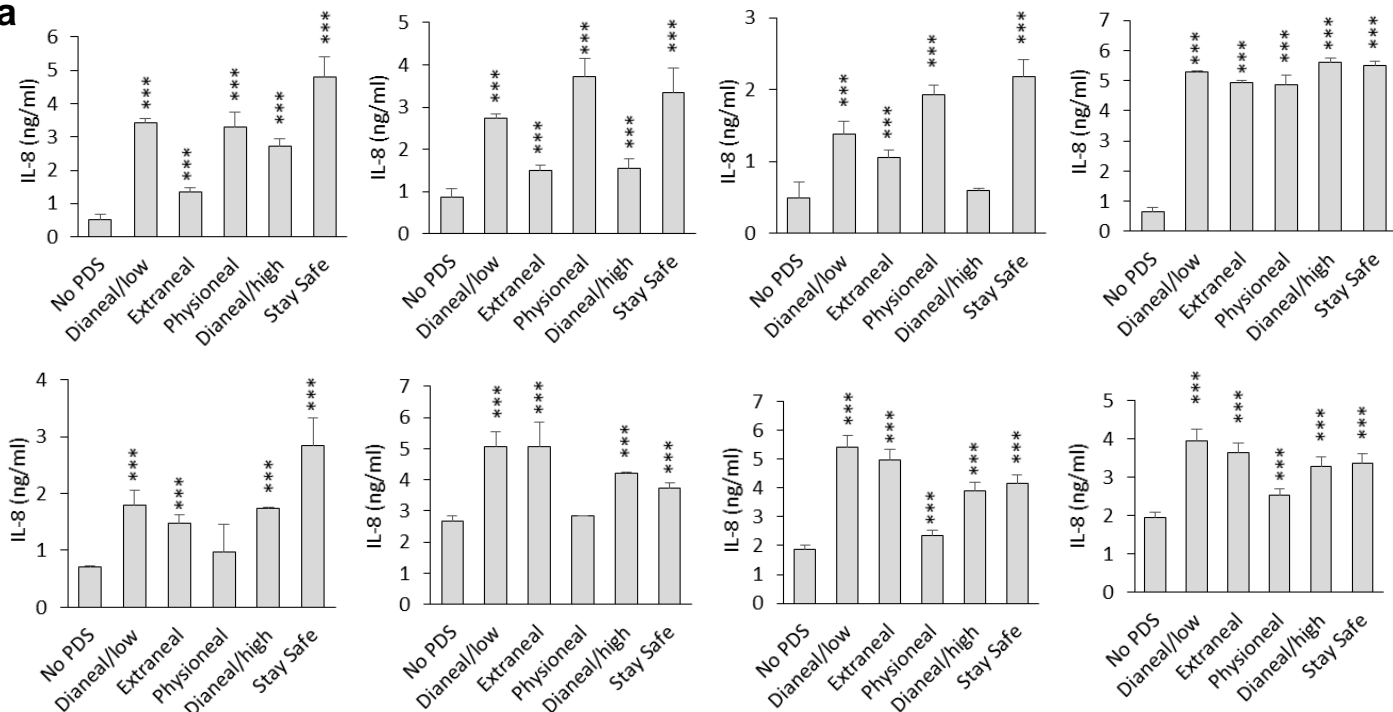 a
IL-8 (ng/ml)
6
5
4
3
2
1
0
***
***
***
***
***
No PDS
Dianeal/low
Extraneal
Physioneal
Dianeal/high
Stay Safe
IL-8 (ng/ml)
5
4
3
2
1
0
***
***
***
***
***
No PDS
Dianeal/low
Extraneal
Physioneal
Dianeal/high
Stay Safe
IL-8 (ng/ml)
3
2
1
0
***
***
***
***
No PDS
Dianeal/low
Extraneal
Physioneal
Dianeal/high
Stay Safe
IL-8 (ng/ml)
7
6
5
4
3
2
1
0
***
***
***
***
***
No PDS
Dianeal/low
Extraneal
Physioneal
Dianeal/high
Stay Safe
IL-8 (ng/ml)
4
3
2
1
0
***
***
***
***
No PDS
Dianeal/low
Extraneal
Physioneal
Dianeal/high
Stay Safe
IL-8 (ng/ml)
7
6
5
4
3
2
1
0
***
***
***
***
No PDS
Dianeal/low
Extraneal
Physioneal
Dianeal/high
Stay Safe
IL-8 (ng/ml)
7
6
5
4
3
2
1
0
***
***
***
***
***
No PDS
Dianeal/low
Extraneal
Physioneal
Dianeal/high
Stay Safe
IL-8 (ng/ml)
5
4
3
2
1
0
***
***
***
***
***
No PDS
Dianeal/low
Extraneal
Physioneal
Dianeal/high
Stay Safe